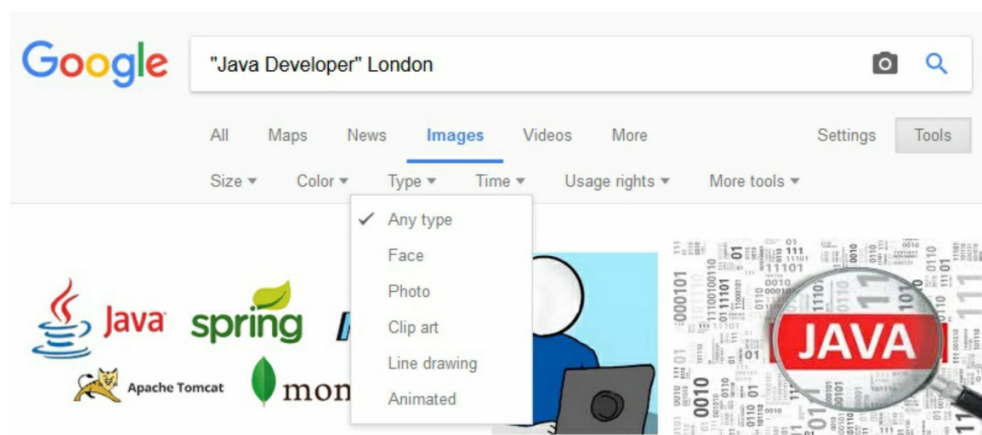 Google
"Java Developer" London
All Maps News Images Videos More Settings Tools
Size Color Type Time Usage rights More tools
Any type
Face
Photo
Clip art
Line drawing
Animated
Java
spring
Apache Tomcat
mon
JAVA